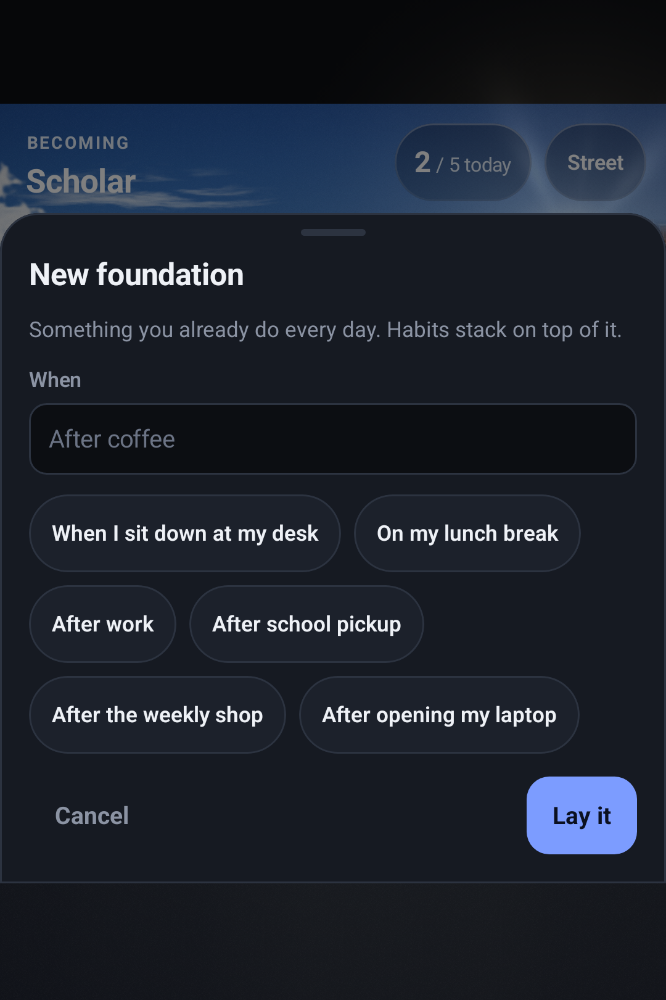 BECOMING
Scholar
2 / 5 today
Street
New foundation
Something you already do every day. Habits stack on top of it.
When
After coffee
When I sit down at my desk
On my lunch break
After work
After school pickup
After the weekly shop
After opening my laptop
Cancel
Lay it